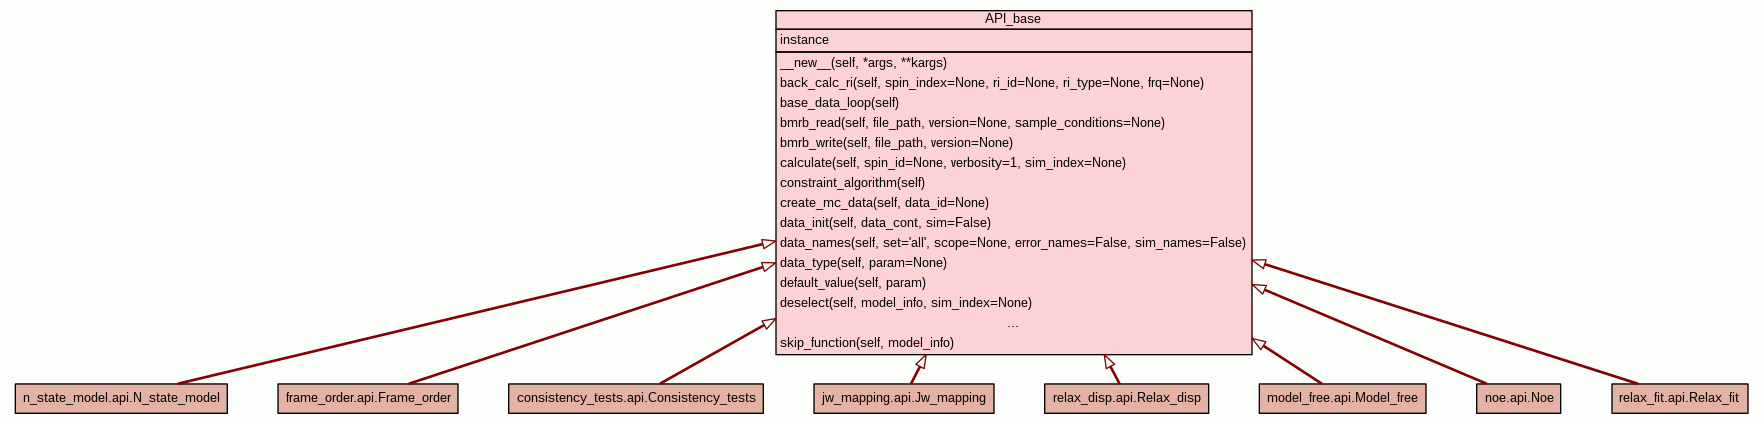 API_base
instance
__new__(self, *args, **kargs)
back_calc_ri(self, spin_index=None, ri_id=None, ri_type=None, frq=None)
base_data_loop(self)
bmrb_read(self, file_path, version=None, sample_conditions=None)
bmrb_write(self, file_path, version=None)
calculate(self, spin_id=None, verbosity=1, sim_index=None)
constraint_algorithm(self)
create_mc_data(self, data_id=None)
data_init(self, data_cont, sim=False)
data_names(self, set='all', scope=None, error_names=False, sim_names=False)
data_type(self, param=None)
default_value(self, param)
deselect(self, model_info, sim_index=None)
...
skip_function(self, model_info)
n_state_model.api.N_state_model
frame_order.api.Frame_order
consistency_tests.api.Consistency_tests
jw_mapping.api.Jw_mapping
relax_disp.api.Relax_disp
model_free.api.Model_free
noe.api.Noe
relax_fit.api.Relax_fit